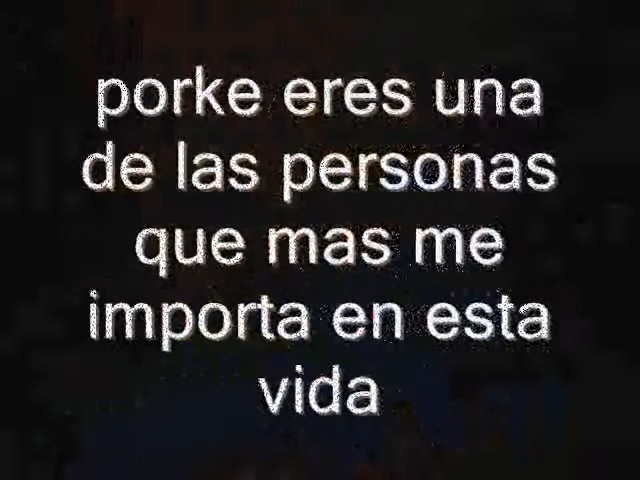 porke eres una
de las personas
que mas me
importa en esta
vida